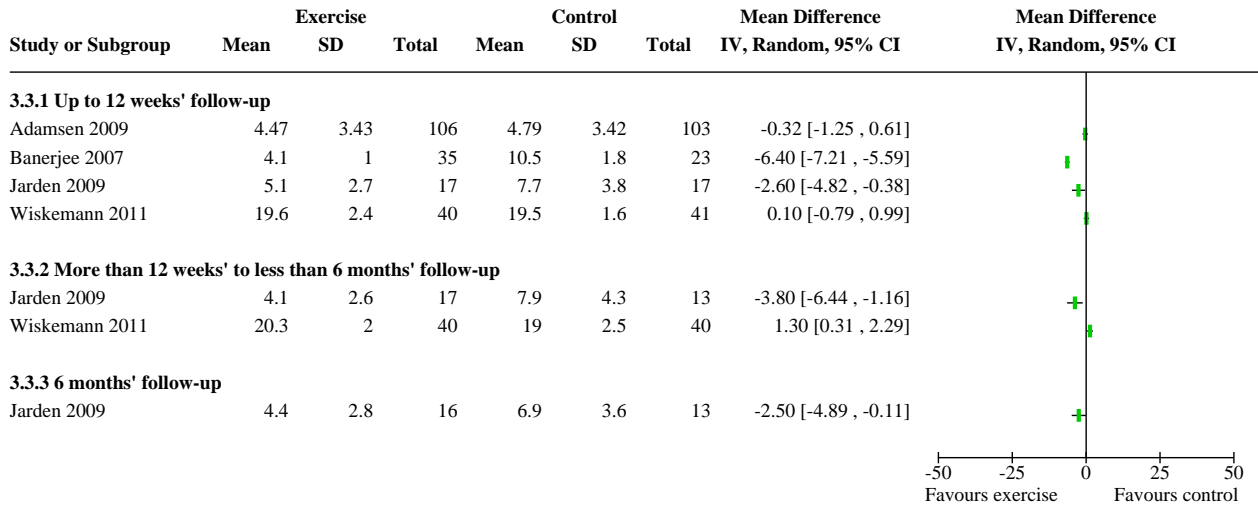 Exercise Control Mean Difference Mean Difference
Study or Subgroup Mean SD Total Mean SD Total IV, Random, 95% CI IV, Random, 95% CI
3.3.1 Up to 12 weeks' follow-up
Adamsen 2009 4.47 3.43 106 4.79 3.42 103 -0.32 [-1.25 , 0.61]
Banerjee 2007 4.1 1 35 10.5 1.8 23 -6.40 [-7.21 , -5.59]
Jarden 2009 5.1 2.7 17 7.7 3.8 17 -2.60 [-4.82 , -0.38]
Wiskemann 2011 19.6 2.4 40 19.5 1.6 41 0.10 [-0.79 , 0.99]
3.3.2 More than 12 weeks' to less than 6 months' follow-up
Jarden 2009 4.1 2.6 17 7.9 4.3 13 -3.80 [-6.44 , -1.16]
Wiskemann 2011 20.3 2 40 19 2.5 40 1.30 [0.31 , 2.29]
3.3.3 6 months' follow-up
Jarden 2009 4.4 2.8 16 6.9 3.6 13 -2.50 [-4.89 , -0.11]
-50 -25 0 25 50
Favours exercise Favours control